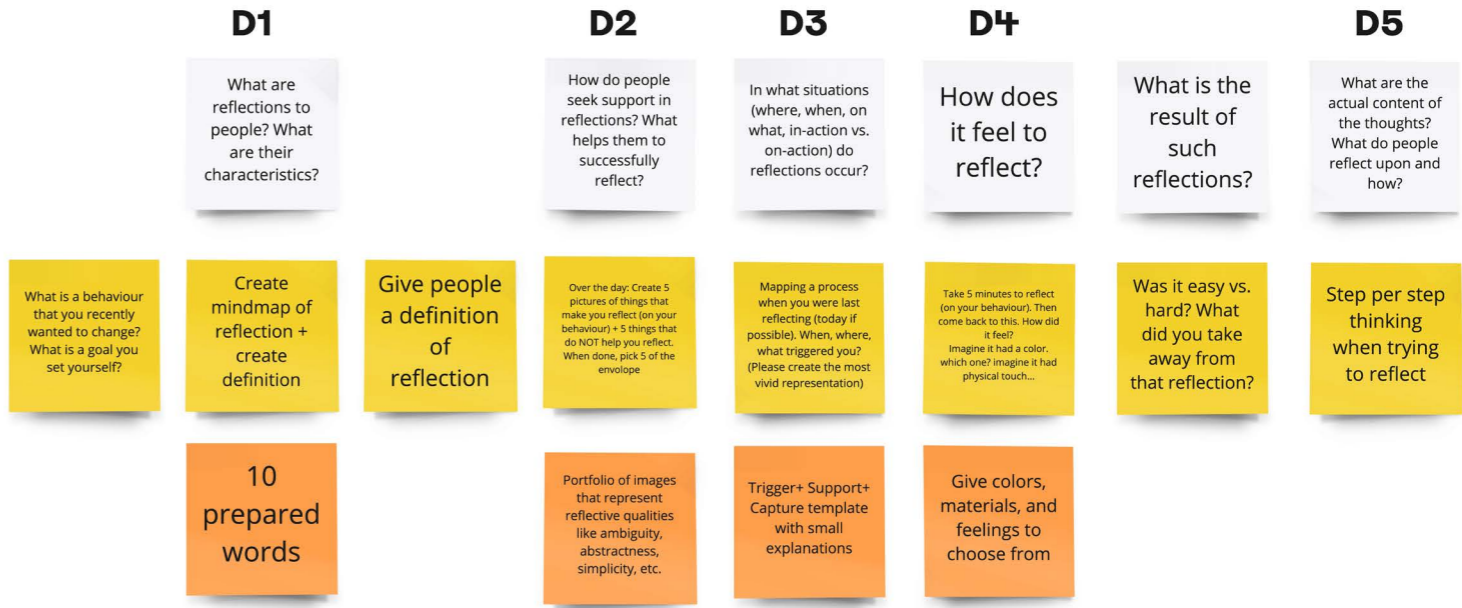 D1
D2
D3
D4
D5
What are
reflections to
people? What
are their
characteristics?
How do people
seek support in
reflections? What
helps them to
successfully
reflect?
In what situations
(where, when, on
what, in-action vs.
on-action) do
reflections occur?
How does
it feel to
reflect?
What is the
result of
such
reflections?
What are the
actual content of
the thoughts?
What do people
reflect upon and
how?
What is a behaviour
that you recently
wanted to change?
What is a goal you
set yourself?
Create
mindmap of
reflection +
create
definition
Give people
a definition
of
reflection
Over the day: Create 5
pictures of things that
make you reflect (on your
behaviour) + 5 things that
do NOT help you reflect.
When done, pick 5 of the
envolope
Mapping a process
when you were last
reflecting (today if
possible). When, where,
what triggered you?
(Please create the most
vivid representation)
Take 5 minutes to reflect
(on your behaviour). Then
come back to this. How did
it feel?
Imagine it had a color.
which one? imagine it had
physical touch...
Was it easy vs.
hard? What
did you take
away from
that reflection?
Step per step
thinking
when trying
to reflect
10
prepared
words
Portfolio of images
that represent
reflective qualities
like ambiguity,
abstractness,
simplicity, etc.
Trigger+ Support+
Capture template
with small
explanations
Give colors,
materials, and
feelings to
choose from